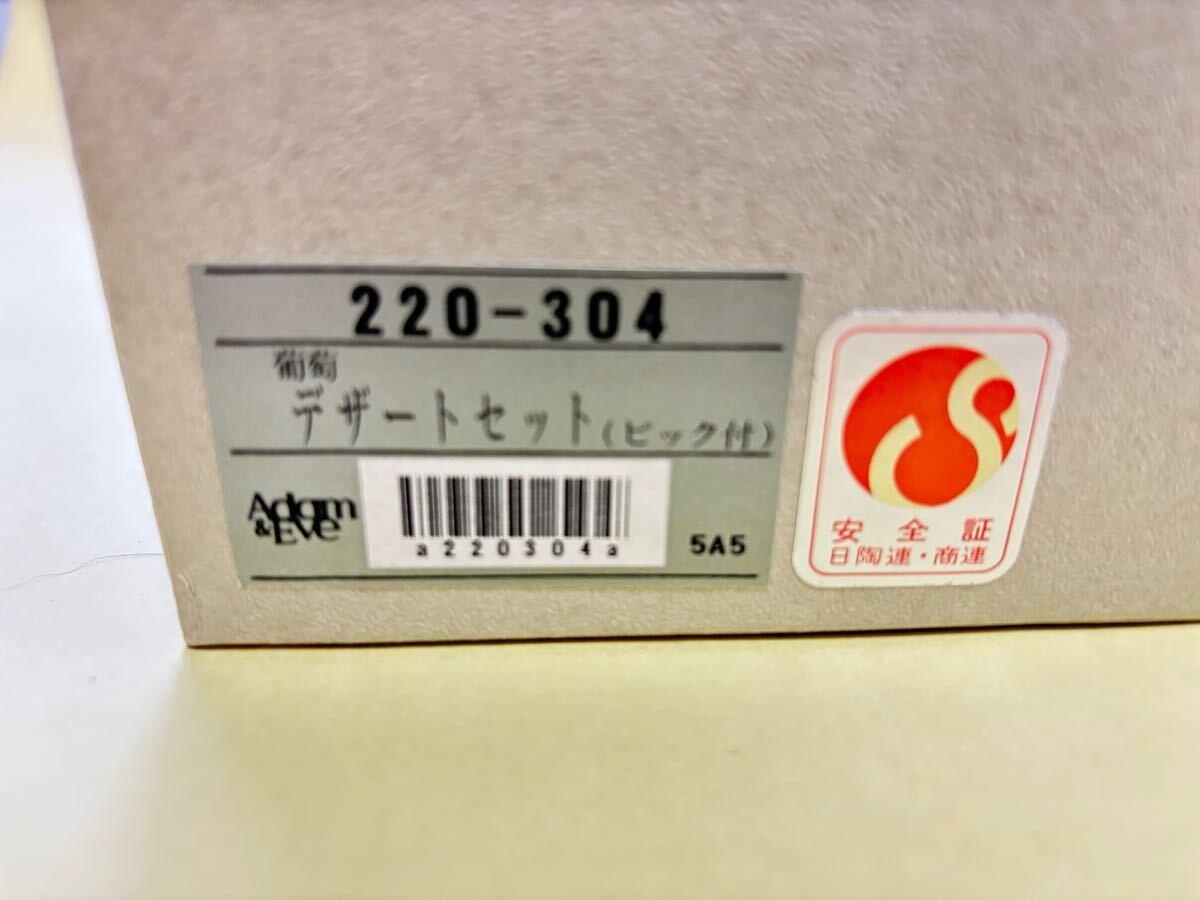 220-304
葡萄
デザートセット(ピック付)
Adam
&Eve
a220304a
5A5
安全証
日陶連・商連